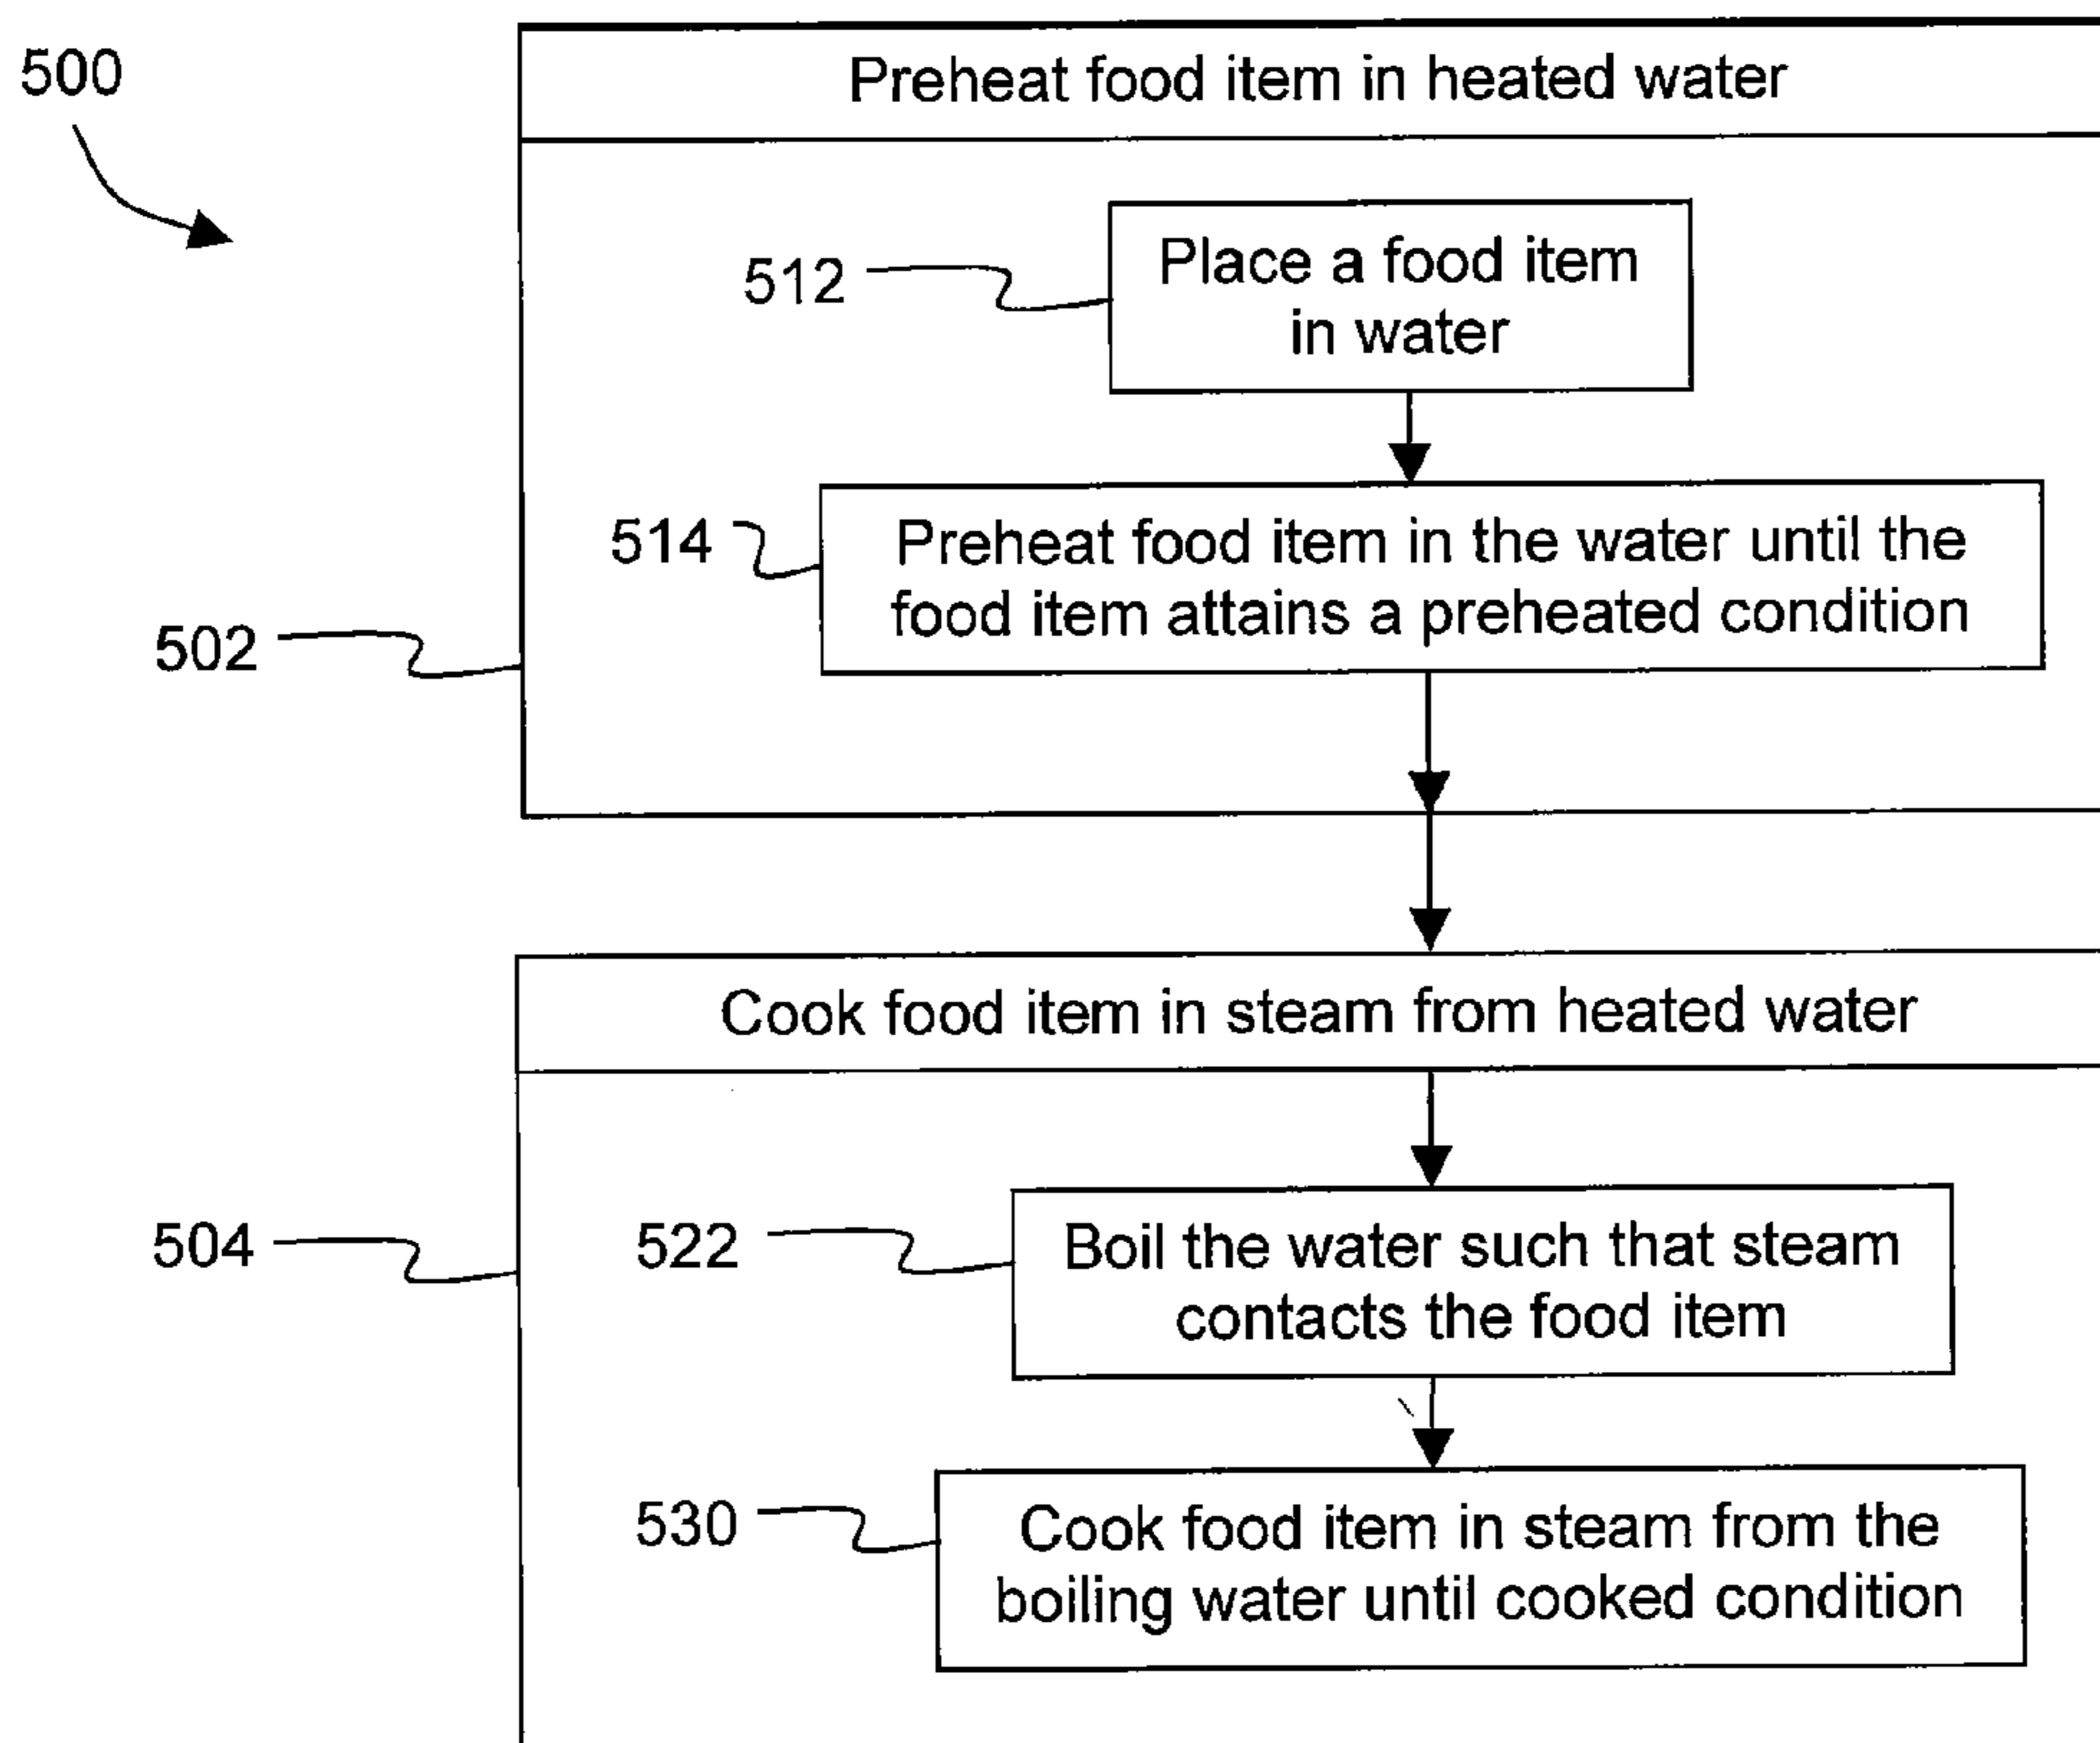 500
Preheat food item in heated water
512
Place a food item
in water
514
Preheat food item in the water until the
food item attains a preheated condition
502
Cook food item in steam from heated water
504
522
Boil the water such that steam
contacts the food item
530
Cook food item in steam from the
boiling water until cooked condition